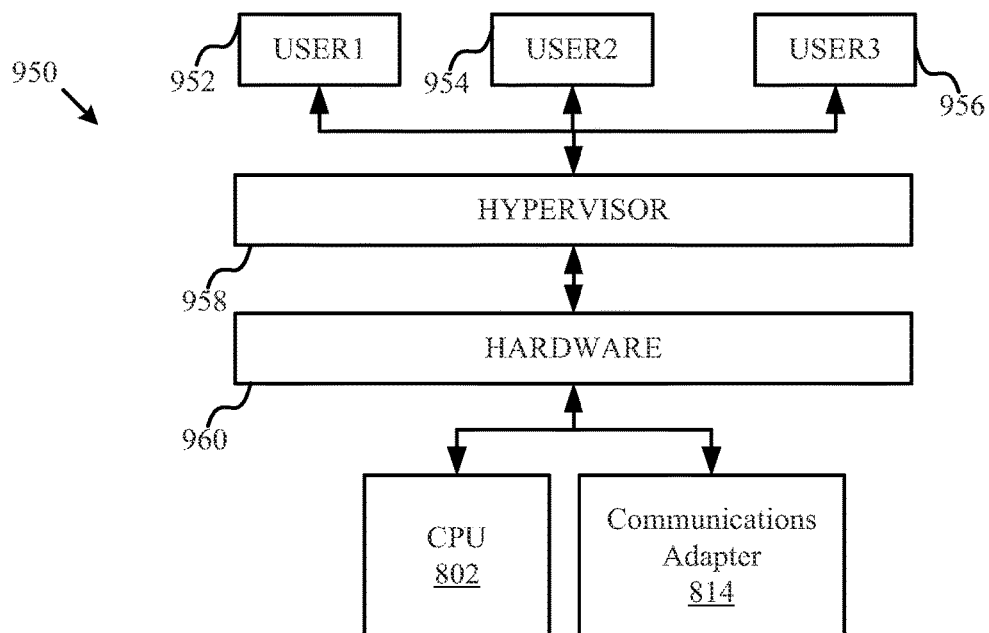 USER1
USER2
USER3
952
954
956
950
HYPERVISOR
958
HARDWARE
960
CPU
802
Communications
Adapter
814